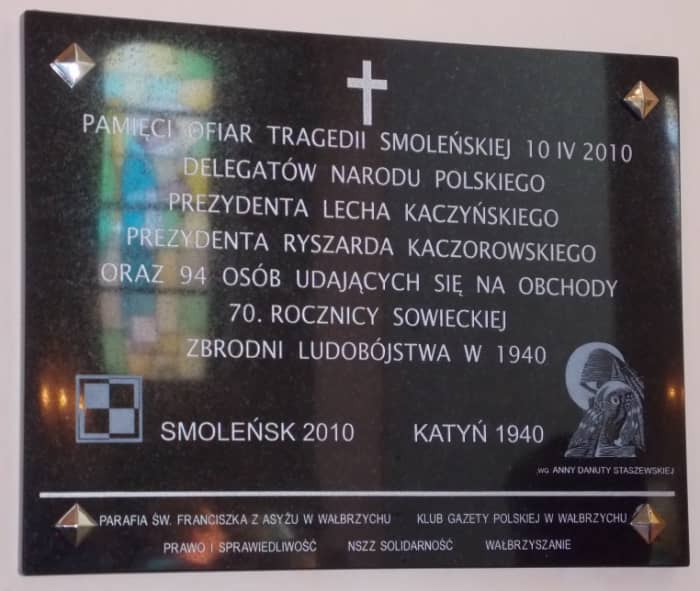 PAMIĘCI OFIAR TRAGEDII SMOLEŃSKIEJ 10 IV 2010
DELEGATÓW NARODU POLSKIEGO
PREZYDENTA LECHA KACZYŃSKIEGO
PREZYDENTA RYSZARDA KACZOROWSKIEGO
ORAZ 94 OSÓB UDAJĄCYCH SIĘ NA OBCHODY
70. ROCZNICY SOWIECKIEJ
ZBRODNI LUDOBÓJSTWA W 1940
SMOLEŃSK 2010 KATYŃ 1940
wg ANNY DANUTY STASZEWSKIEJ
PARAFIA ŚW. FRANCISZKA Z ASYŻU W WAŁBRZYCHU KLUB GAZETY POLSKIEJ W WAŁBRZYCHU
PRAWO I SPRAWIEDLIWOŚĆ NSZZ SOLIDARNOŚĆ WAŁBRZYSZANIE